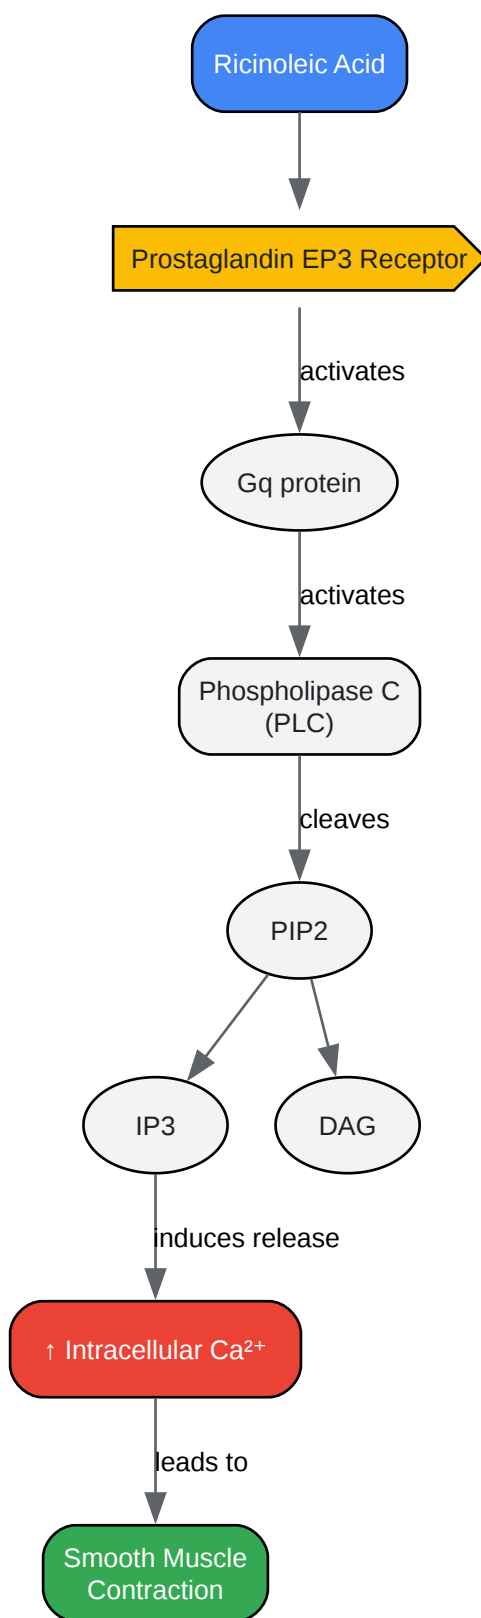 Ricinoleic Acid
Prostaglandin EP3 Receptor
activates
Gq protein
activates
Phospholipase C
(PLC)
cleaves
PIP2
IP3
DAG
induces release
↑ Intracellular Ca²⁺
leads to
Smooth Muscle
Contraction